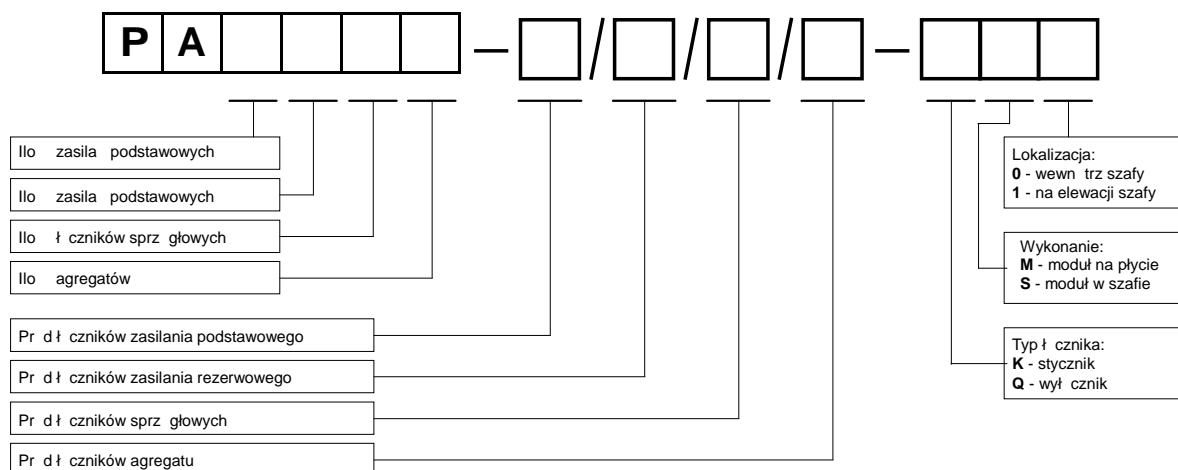 P A – / / / –
Ilo zasila podstawowych
Ilo zasila podstawowych
Ilo ł czników sprz głowych
Ilo agregatów
Pr d ł czników zasilania podstawowego
Pr d ł czników zasilania rezerwowego
Pr d ł czników sprz głowych
Pr d ł czników agregatu
Lokalizacja:
0 - wewn trz szafy
1 - na elewacji szafy
Wykonanie:
M - moduł na płycie
S - moduł w szafie
Typ ł cznika:
K - stycznik
Q - wył cznik